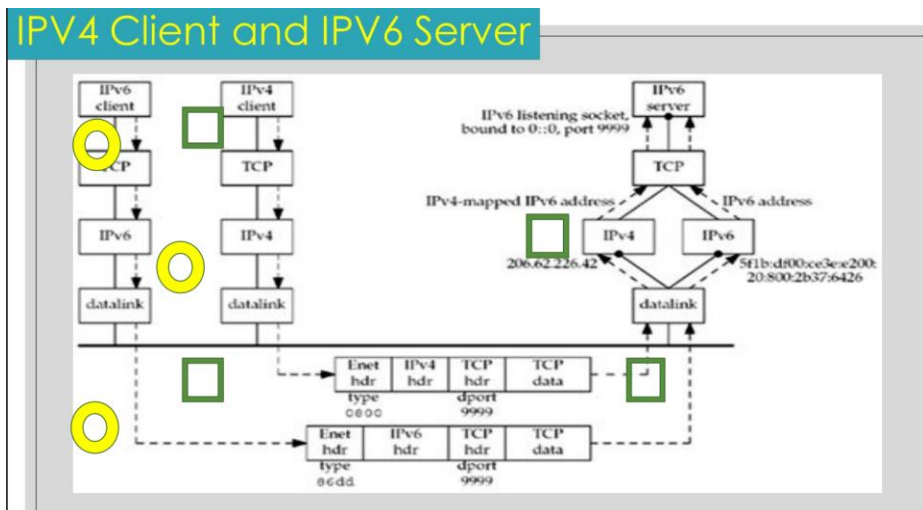 IPV4 Client and IPV6 Server
IPv6
client
IPv4
client
IPv6
server
IPv6 listening socket,
bound to 0::0, port 9999
TCP
TCP
TCP
IPv4-mapped IPv6 address
IPv6 address
IPv6
IPv4
IPv4
IPv6
206.62.226.42
5f1b:df00:ce3e:e200:
20:800:2b37:6426
datalink
datalink
datalink
Enet
hdr
IPv4
hdr
TCP
hdr
TCP
data
type
0800
dport
9999
Enet
hdr
IPv6
hdr
TCP
hdr
TCP
data
type
86dd
dport
9999